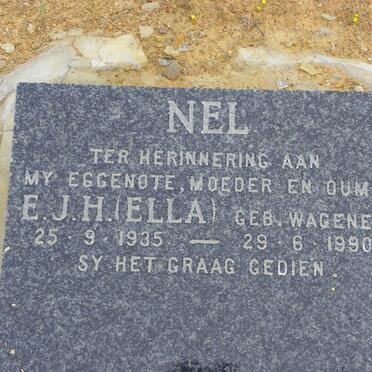 NEL
TER HERINNERING AAN
MY EGGENOTE, MOEDER EN OUM
E.J.H. (ELLA) GEB. WAGENE
25 · 9 · 1935 — 29 · 6 · 1990
SY HET GRAAG GEDIEN.